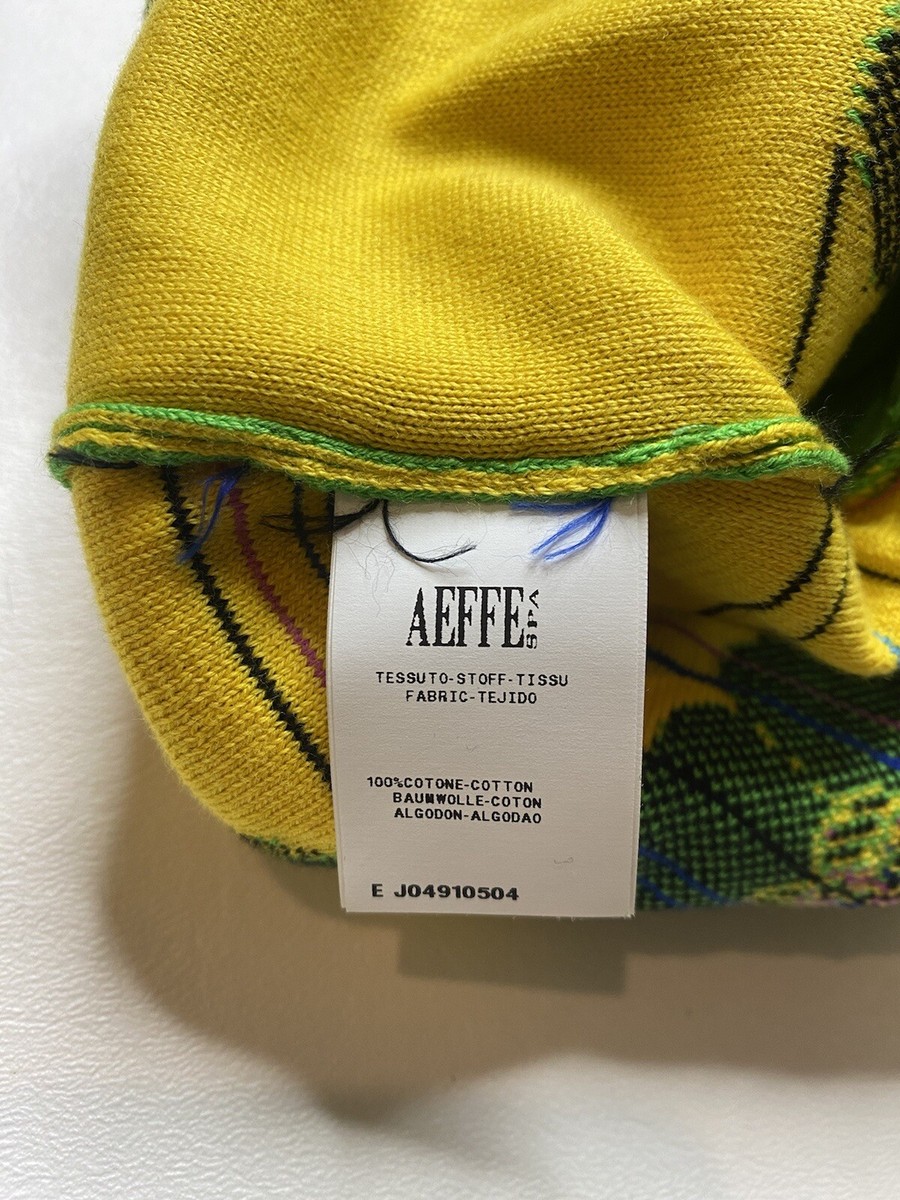 AEFFE SPA
TESSUTO-STOFF-TISSU
FABRIC-TEJIDO
100%COTONE-COTTON
BAUMWOLLE-COTON
ALGODON-ALGODAO
E J04910504